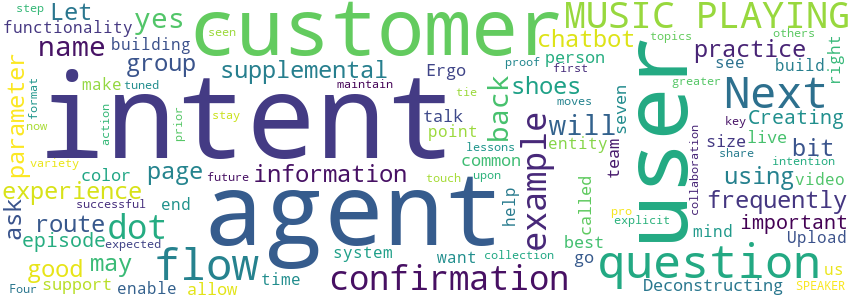 step
Let
yes
seen
customer
MUSIC PLAYING
functionality
name
building
group
supplemental
Ergo
chatbot
topics
others
proof
first
person
practice
see
build
right
parameter
format
now
make
tuned
action
prior
intent
maintain
tie
moves
shoes
back
talk
point
seven
user
greater
Next
key
Creating
share
live
size
bit
will
example
entity
team
collaboration
using
video
intention
frequently
variety
color
page
information
future
stay
touch
lessons
common
upon
experience
successful
agent
called
pro
explicit
important
mind
Upload
ask
route
end
dot
episode
expected
may
flow
system
want
help
best
go
question
us
good
time
confirmation
collection
Deconstructing
SPEAKER
Four
support
enable
allow